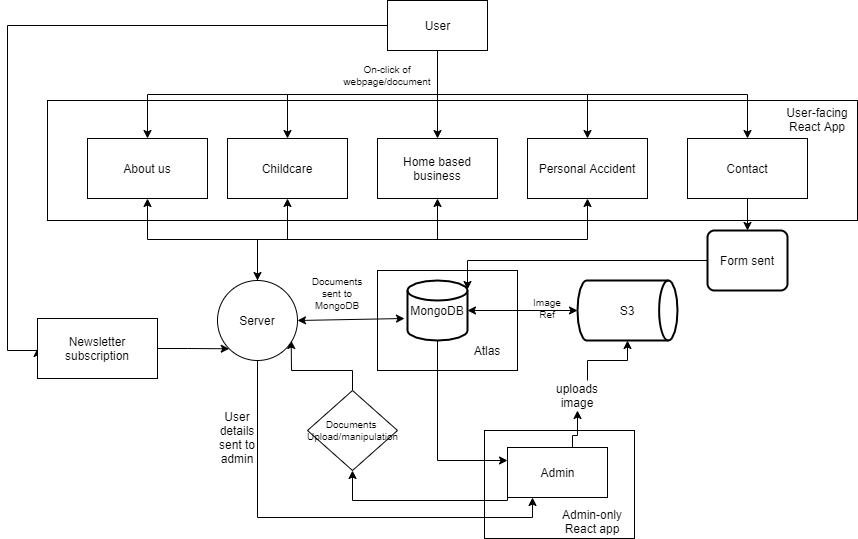 User
On-click of
webpage/document
User-facing
React App
About us
Childcare
Home based
business
Personal Accident
Contact
Form sent
Documents
sent to
MongoDB
Server
MongoDB
Image
Ref
S3
Atlas
Newsletter
subscription
uploads
image
User
details
sent to
admin
Documents
Upload/manipulation
Admin
Admin-only
React app